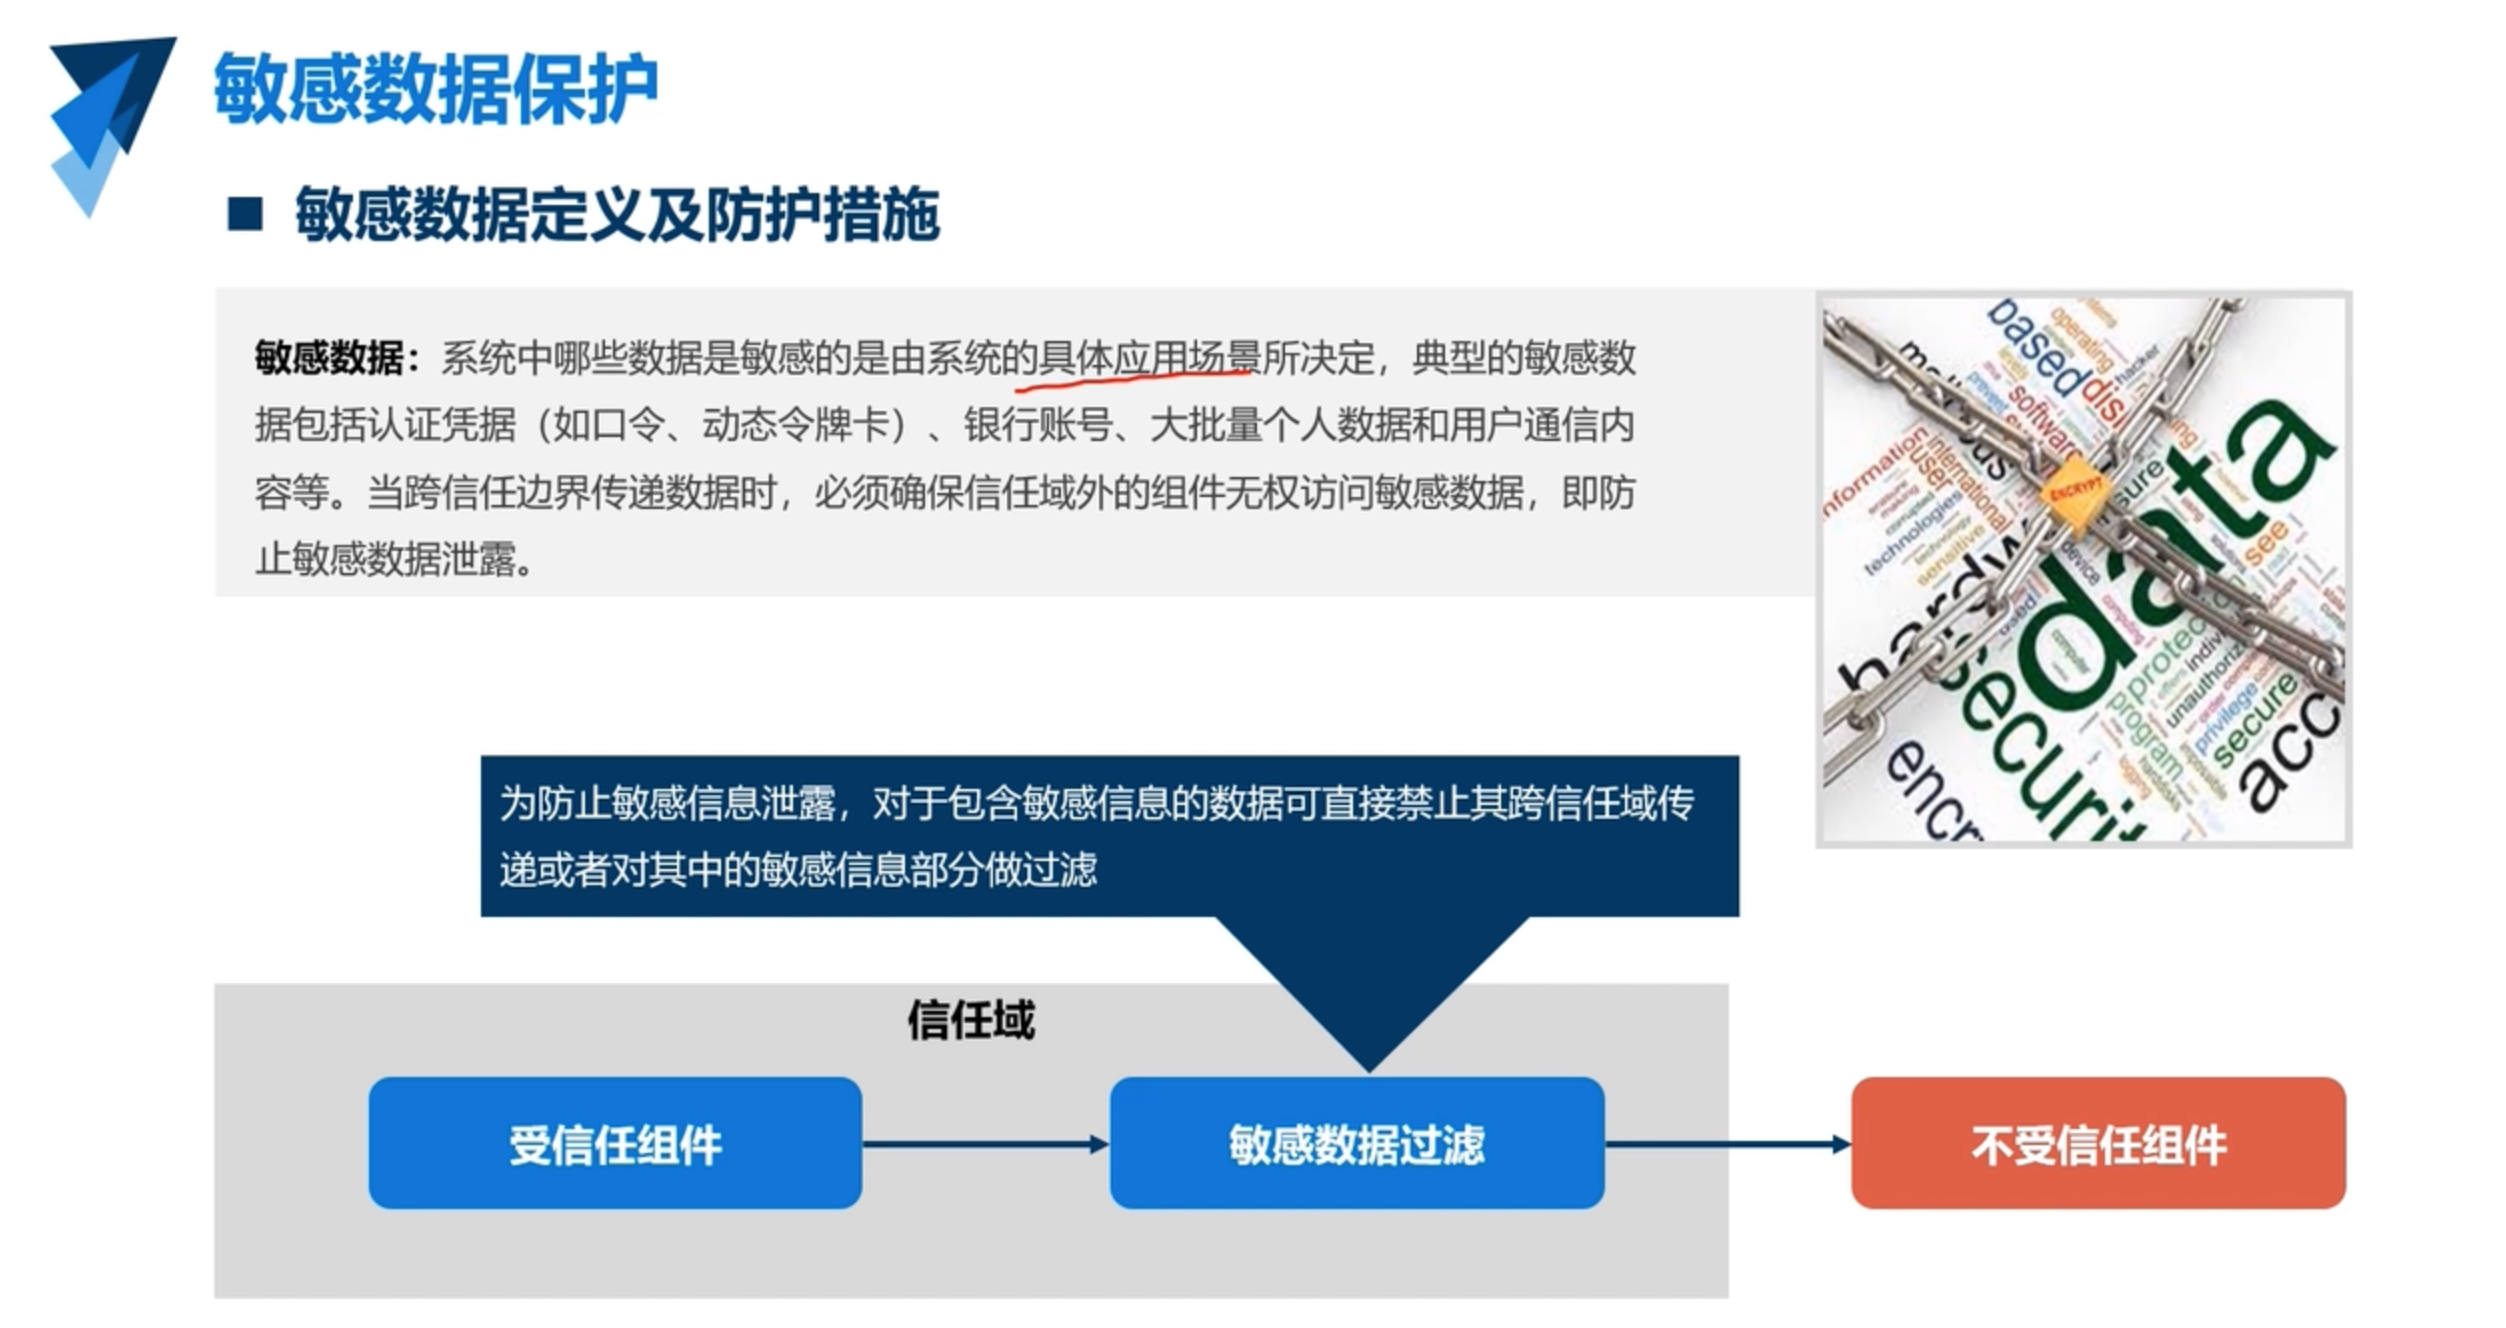 敏感数据保护
■ 敏感数据定义及防护措施
敏感数据：系统中哪些数据是敏感的是由系统的具体应用场景所决定，典型的敏感数
据包括认证凭据（如口令、动态令牌卡）、银行账号、大批量个人数据和用户通信内
容等。当跨信任边界传递数据时，必须确保信任域外的组件无权访问敏感数据，即防
止敏感数据泄露。
based
operating
hacker
software
information
user
international
technologies
sensitive
ENCRYPT
data
see
device
computer
computing
unauthoriz
program
privilege
secure
securit
encr
acc
为防止敏感信息泄露，对于包含敏感信息的数据可直接禁止其跨信任域传
递或者对其中的敏感信息部分做过滤
信任域
受信任组件
敏感数据过滤
不受信任组件